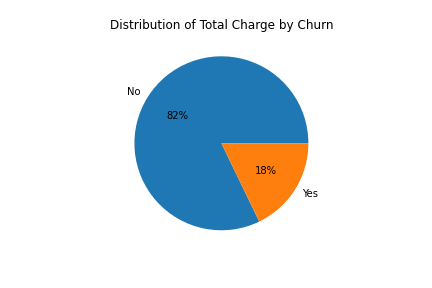 Distribution of Total Charge by Churn
No
82%
18%
Yes